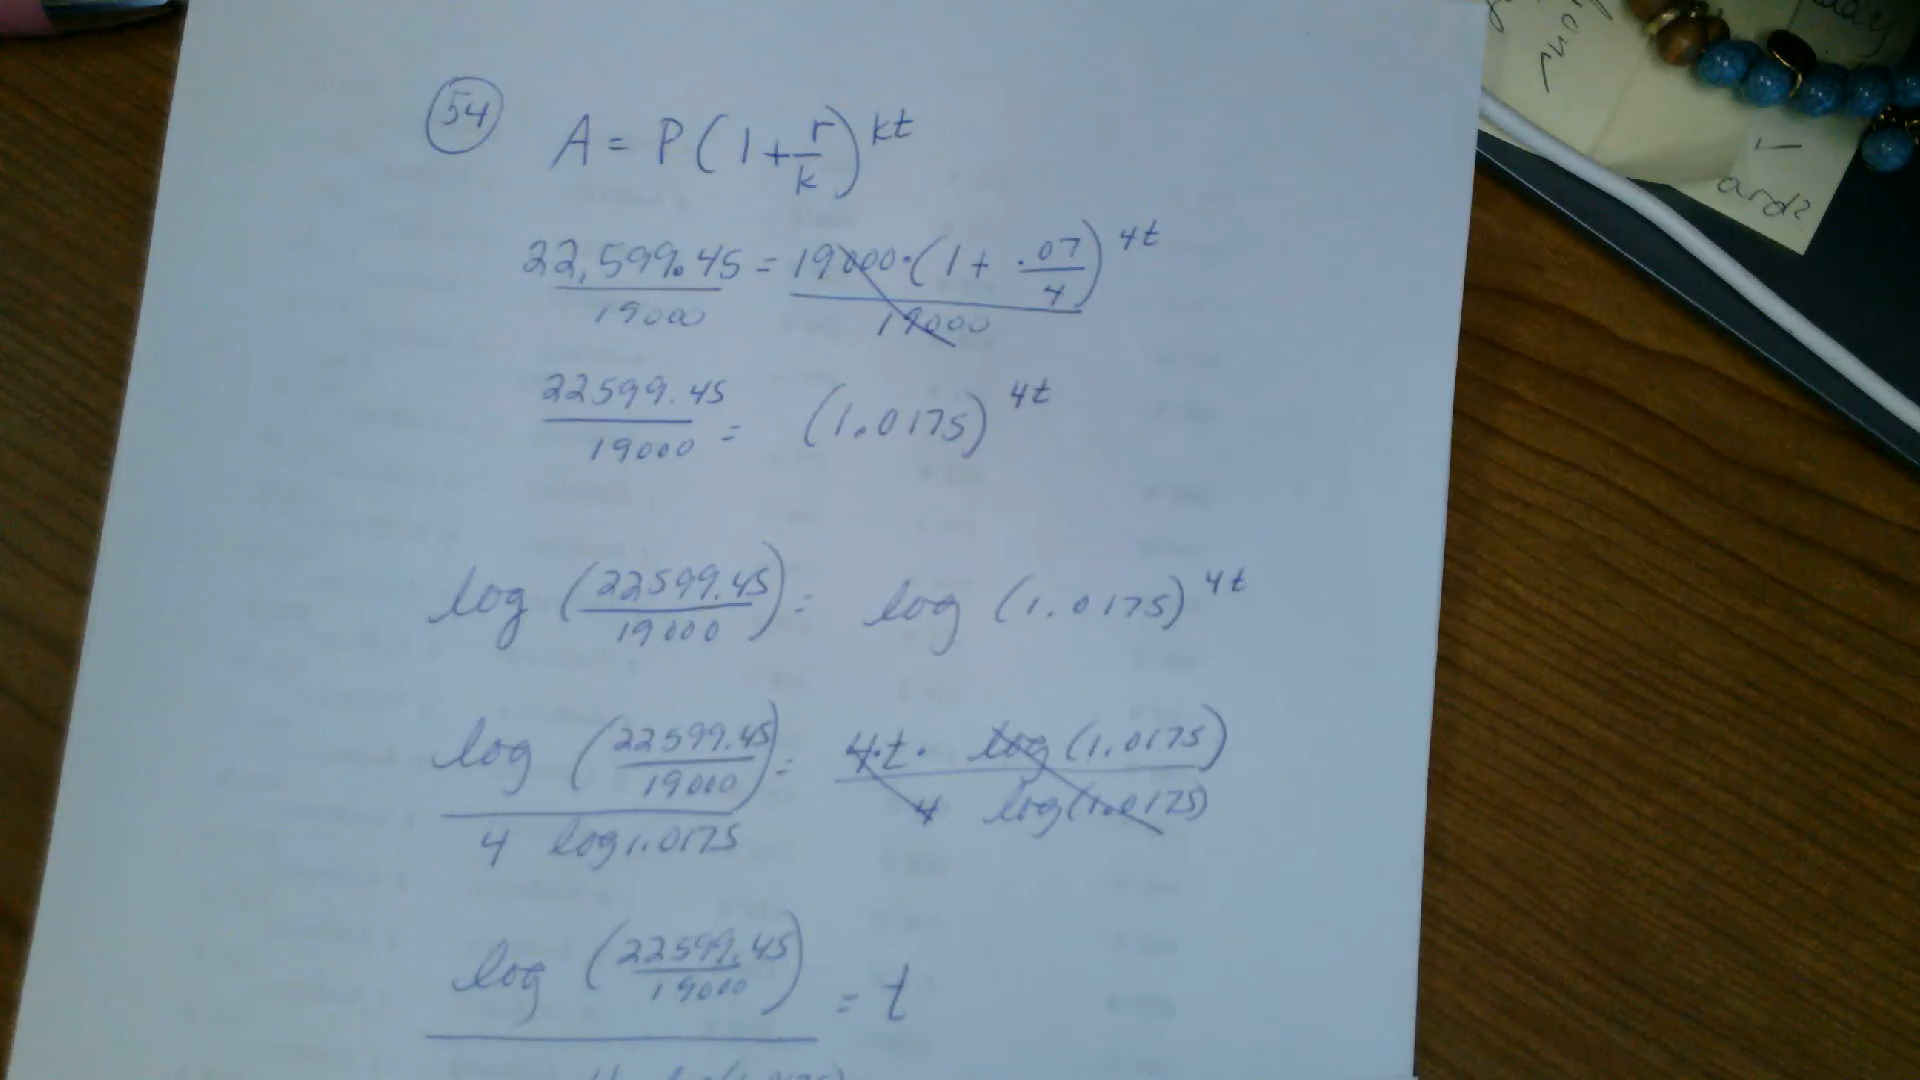 54
A = P(1+r/k)^kt
22,599.45/19000 = 19000·(1+ .07/4)^4t/19000
22599.45/19000 = (1.0175)^4t
log (22599.45/19000) = log (1.0175)^4t
log (22599.45/19000)/4 log 1.0175 = 4·t· log (1.0175)/4 log(1.0175)
log (22599.45/19000) = t
ards